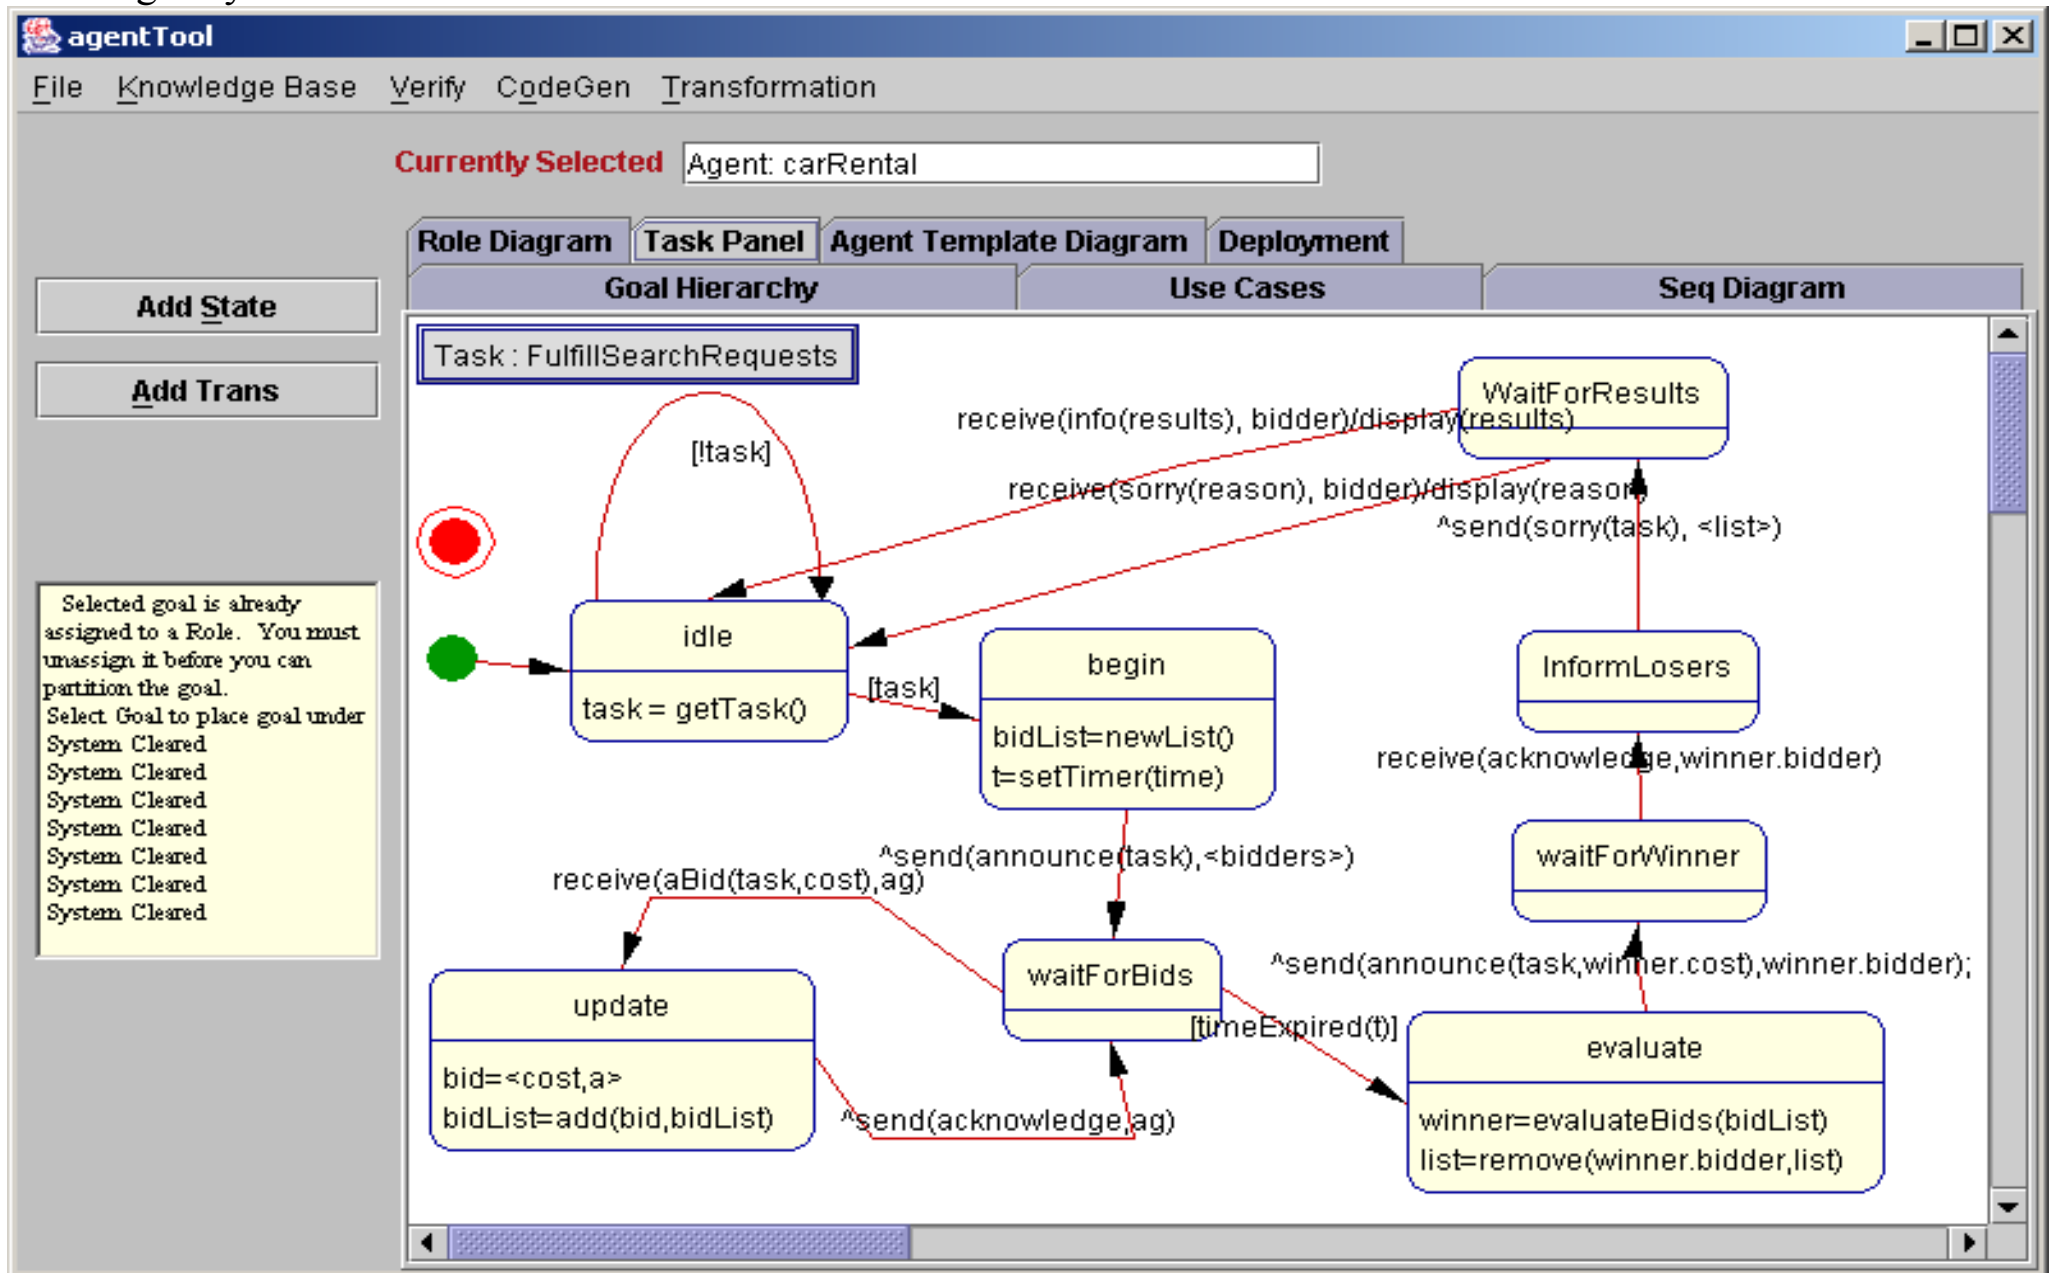 agentTool
File Knowledge Base Verify CodeGen Transformation
Currently Selected Agent: carRental
Role Diagram Task Panel Agent Template Diagram Deployment
Goal Hierarchy Use Cases Seq Diagram
Add State
Add Trans
Selected goal is already
assigned to a Role. You must
unassign it before you can
partition the goal.
Select Goal to place goal under
System Cleared
System Cleared
System Cleared
System Cleared
System Cleared
System Cleared
System Cleared
Task : FulfillSearchRequests
WaitForResults
receive(info(results), bidder)/display(results)
[!task]
receive(sorry(reason), bidder)/display(reason)
^send(sorry(task), <list>)
idle
task = getTask()
[task]
begin
bidList=newList()
t=setTimer(time)
InformLosers
receive(acknowledge,winner.bidder)
^send(announce(task),<bidders>)
waitForWinner
receive(aBid(task,cost),ag)
waitForBids
^send(announce(task,winner.cost),winner.bidder);
update
bid=<cost,a>
bidList=add(bid,bidList)
[timeExpired(t)]
^send(acknowledge,ag)
evaluate
winner=evaluateBids(bidList)
list=remove(winner.bidder,list)